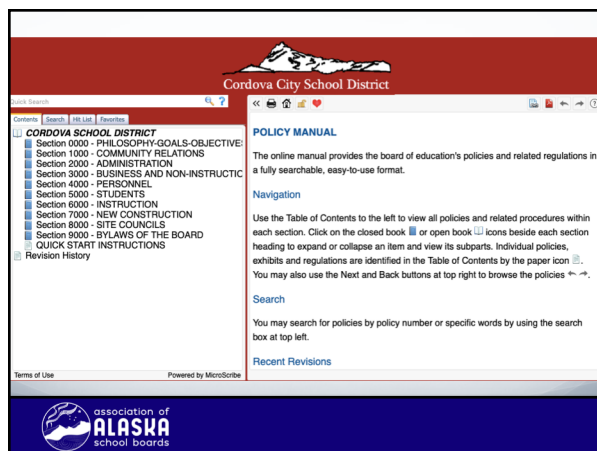 Cordova City School District
Quick Search
Contents Search Hit List Favorites
CORDOVA SCHOOL DISTRICT
Section 0000 - PHILOSOPHY-GOALS-OBJECTIVE
Section 1000 - COMMUNITY RELATIONS
Section 2000 - ADMINISTRATION
Section 3000 - BUSINESS AND NON-INSTRUCTIC
Section 4000 - PERSONNEL
Section 5000 - STUDENTS
Section 6000 - INSTRUCTION
Section 7000 - NEW CONSTRUCTION
Section 8000 - SITE COUNCILS
Section 9000 - BYLAWS OF THE BOARD
QUICK START INSTRUCTIONS
Revision History
Terms of Use
Powered by MicroScribe
POLICY MANUAL
The online manual provides the board of education's policies and related regulations in
a fully searchable, easy-to-use format.
Navigation
Use the Table of Contents to the left to view all policies and related procedures within
each section. Click on the closed book or open book icons beside each section
heading to expand or collapse an item and view its subparts. Individual policies,
exhibits and regulations are identified in the Table of Contents by the paper icon .
You may also use the Next and Back buttons at top right to browse the policies .
Search
You may search for policies by policy number or specific words by using the search
box at top left.
Recent Revisions
association of
ALASKA
school boards